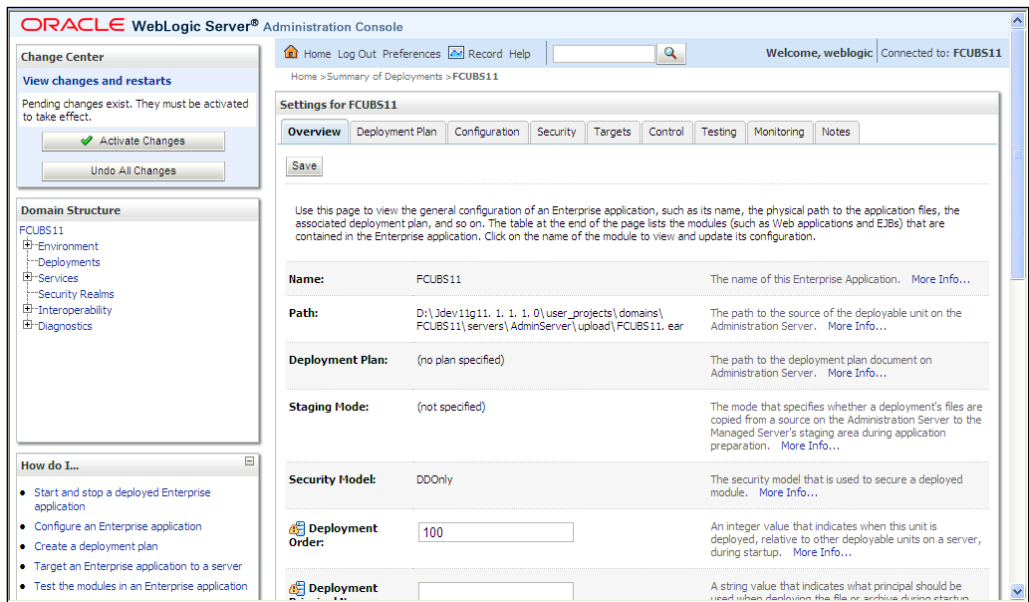 ORACLE WebLogic Server® Administration Console
Change Center
View changes and restarts
Pending changes exist. They must be activated
to take effect.
Activate Changes
Undo All Changes
Domain Structure
FCUBS11
Environment
Deployments
Services
Security Realms
Interoperability
Diagnostics
How do I...
Start and stop a deployed Enterprise
application
Configure an Enterprise application
Create a deployment plan
Target an Enterprise application to a server
Test the modules in an Enterprise application
Home Log Out Preferences Record Help
Welcome, weblogic Connected to: FCUBS11
Home >Summary of Deployments >FCUBS11
Settings for FCUBS11
Overview Deployment Plan Configuration Security Targets Control Testing Monitoring Notes
Save
Use this page to view the general configuration of an Enterprise application, such as its name, the physical path to the application files, the
associated deployment plan, and so on. The table at the end of the page lists the modules (such as Web applications and EJBs) that are
contained in the Enterprise application. Click on the name of the module to view and update its configuration.
Name: FCUBS11 The name of this Enterprise Application. More Info...
Path: D:\Jdev11g11. 1. 1. 1. 0\user_projects\domains\ The path to the source of the deployable unit on the
FCUBS11\servers\AdminServer\upload\FCUBS11. ear Administration Server. More Info...
Deployment Plan: (no plan specified) The path to the deployment plan document on
Administration Server. More Info...
Staging Mode: (not specified) The mode that specifies whether a deployment's files are
copied from a source on the Administration Server to the
Managed Server's staging area during application
preparation. More Info...
Security Model: DDOnly The security model that is used to secure a deployed
module. More Info...
Deployment 100 An integer value that indicates when this unit is
Order: deployed, relative to other deployable units on a server,
during startup. More Info...
Deployment A string value that indicates what principal should be
used when deploying the file or archive during startup